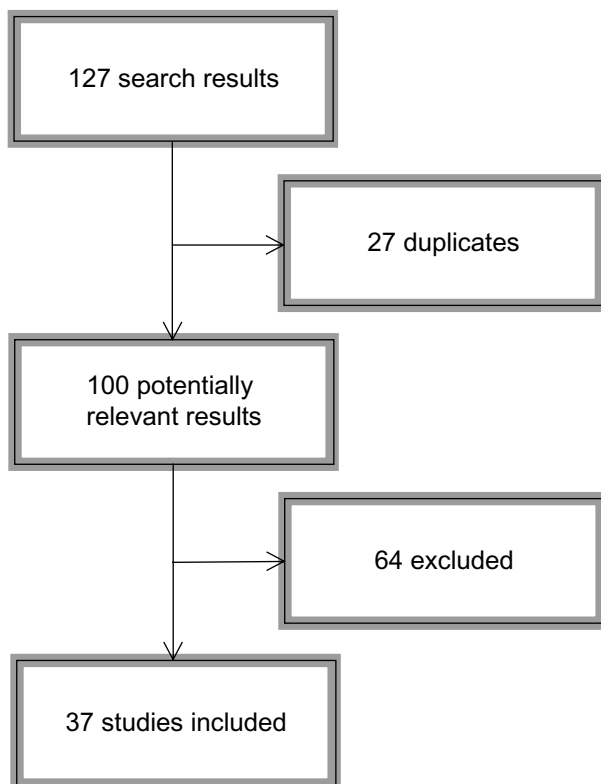 127 search results
27 duplicates
100 potentially
relevant results
64 excluded
37 studies included